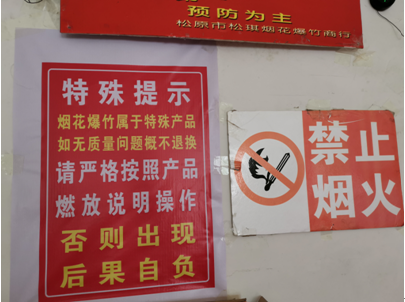 预防为主
松原市松琪烟花爆竹商行
特殊提示
烟花爆竹属于特殊产品
如无质量问题概不退换
请严格按照产品
燃放说明操作
否则出现
后果自负
禁止
烟火